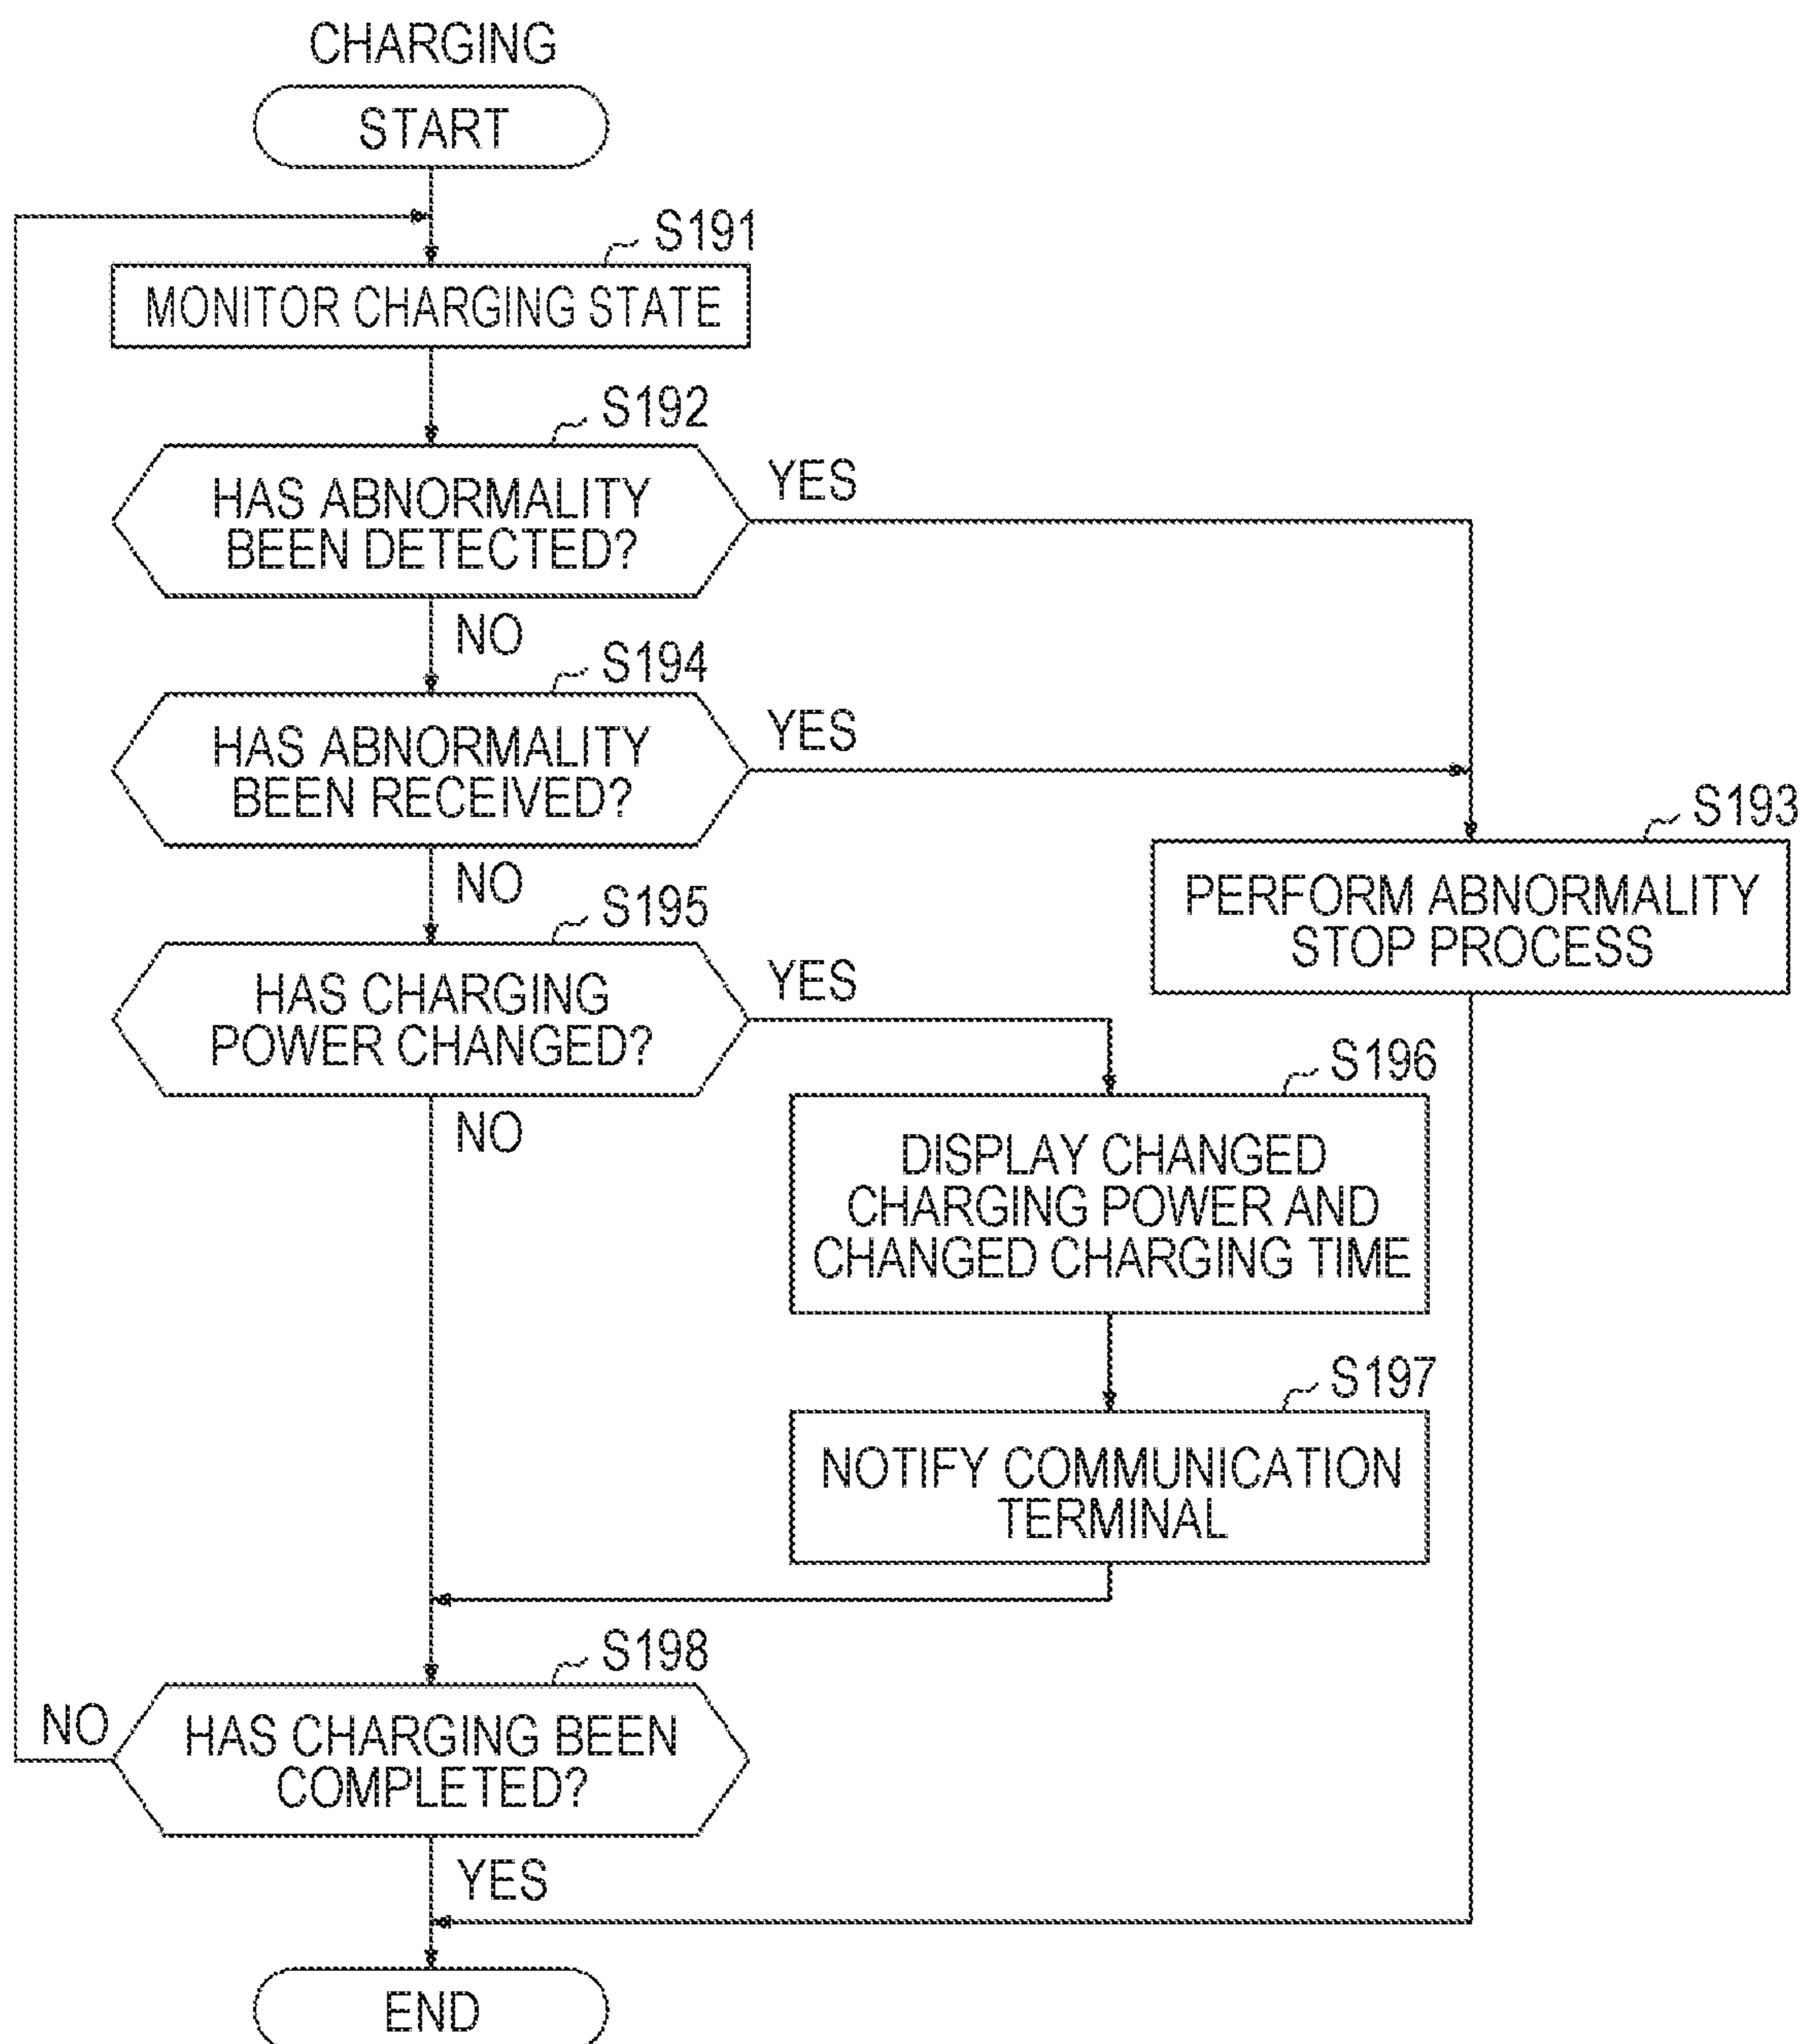 CHARGING
START
S191
MONITOR CHARGING STATE
S192
HAS ABNORMALITY
BEEN DETECTED?
YES
NO
S194
HAS ABNORMALITY
BEEN RECEIVED?
YES
NO
S193
PERFORM ABNORMALITY
STOP PROCESS
S195
HAS CHARGING
POWER CHANGED?
YES
NO
S196
DISPLAY CHANGED
CHARGING POWER AND
CHANGED CHARGING TIME
S197
NOTIFY COMMUNICATION
TERMINAL
S198
HAS CHARGING BEEN
COMPLETED?
NO
YES
END